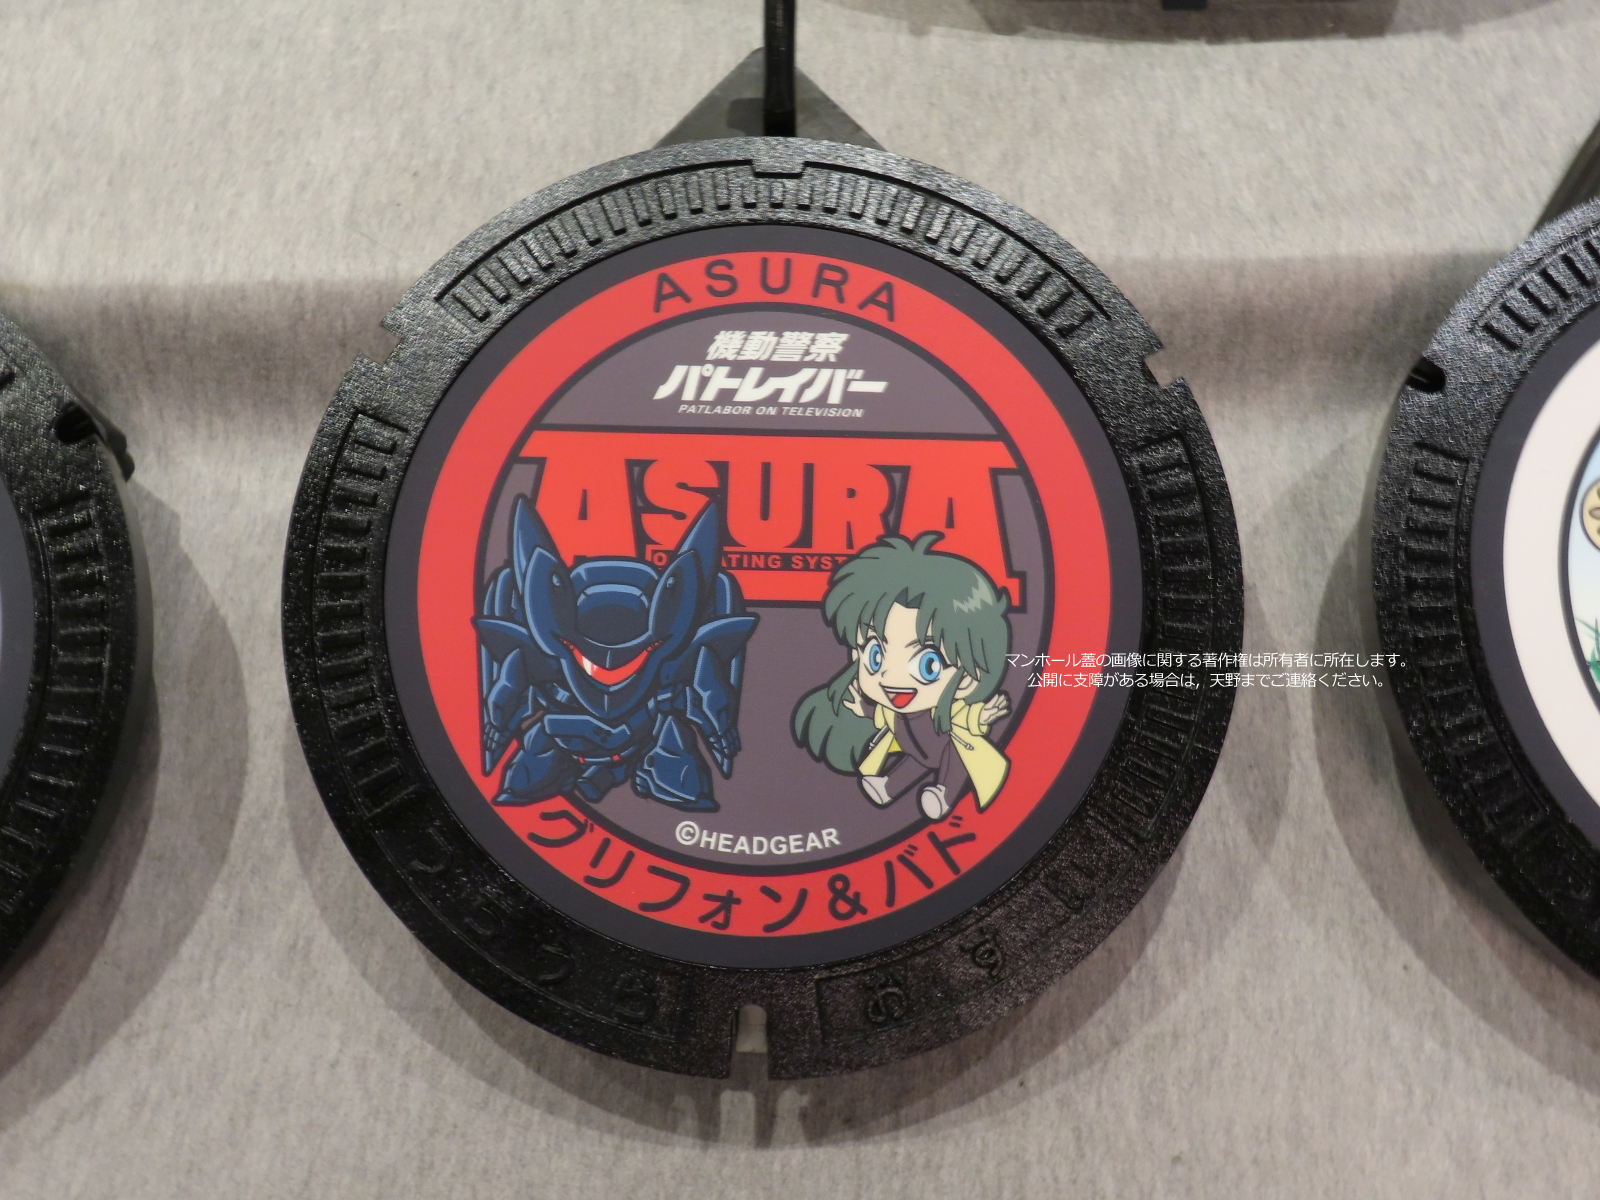 ASURA
機動警察
パトレイバー
PATLABOR ON TELEVISION
ASURA
マンホール蓋の画像に関する著作権は所有者に所在します。
公開に支障がある場合は，天野までご連絡ください。
©HEADGEAR
グリフォン&バド
おすい